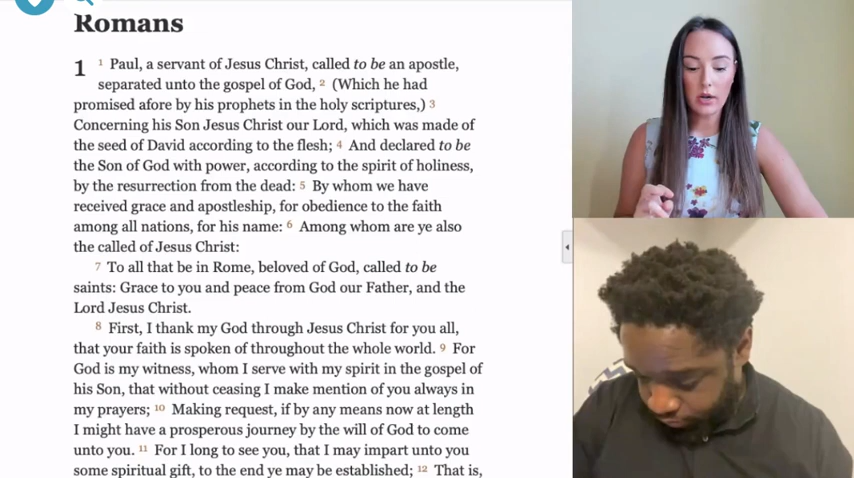 Romans
1 1 Paul, a servant of Jesus Christ, called to be an apostle,
separated unto the gospel of God, 2 (Which he had
promised afore by his prophets in the holy scriptures,) 3
Concerning his Son Jesus Christ our Lord, which was made of
the seed of David according to the flesh; 4 And declared to be
the Son of God with power, according to the spirit of holiness,
by the resurrection from the dead: 5 By whom we have
received grace and apostleship, for obedience to the faith
among all nations, for his name: 6 Among whom are ye also
the called of Jesus Christ:
7 To all that be in Rome, beloved of God, called to be
saints: Grace to you and peace from God our Father, and the
Lord Jesus Christ.
8 First, I thank my God through Jesus Christ for you all,
that your faith is spoken of throughout the whole world. 9 For
God is my witness, whom I serve with my spirit in the gospel of
his Son, that without ceasing I make mention of you always in
my prayers; 10 Making request, if by any means now at length
I might have a prosperous journey by the will of God to come
unto you. 11 For I long to see you, that I may impart unto you
some spiritual gift, to the end ye may be established; 12 That is,